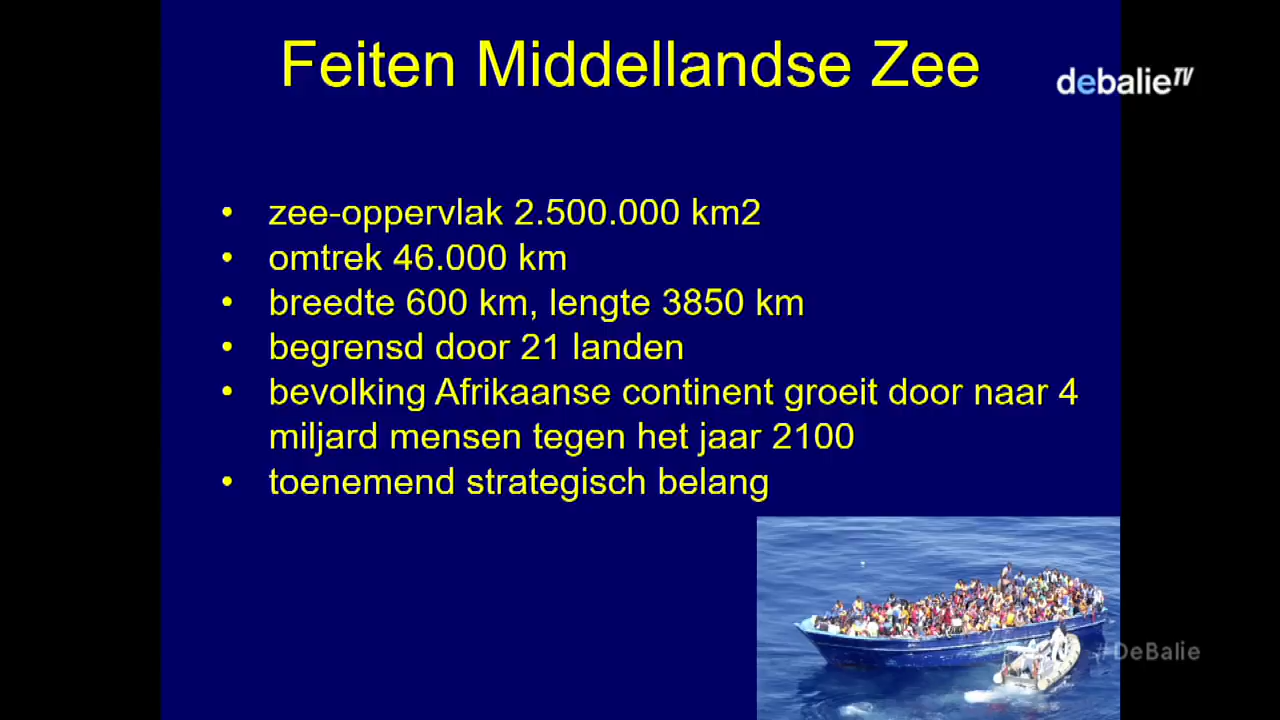 Feiten Middellandse Zee
debalieTV
• zee-oppervlak 2.500.000 km2
• omtrek 46.000 km
• breedte 600 km, lengte 3850 km
• begrensd door 21 landen
• bevolking Afrikaanse continent groeit door naar 4
miljard mensen tegen het jaar 2100
• toenemend strategisch belang
#DeBalie